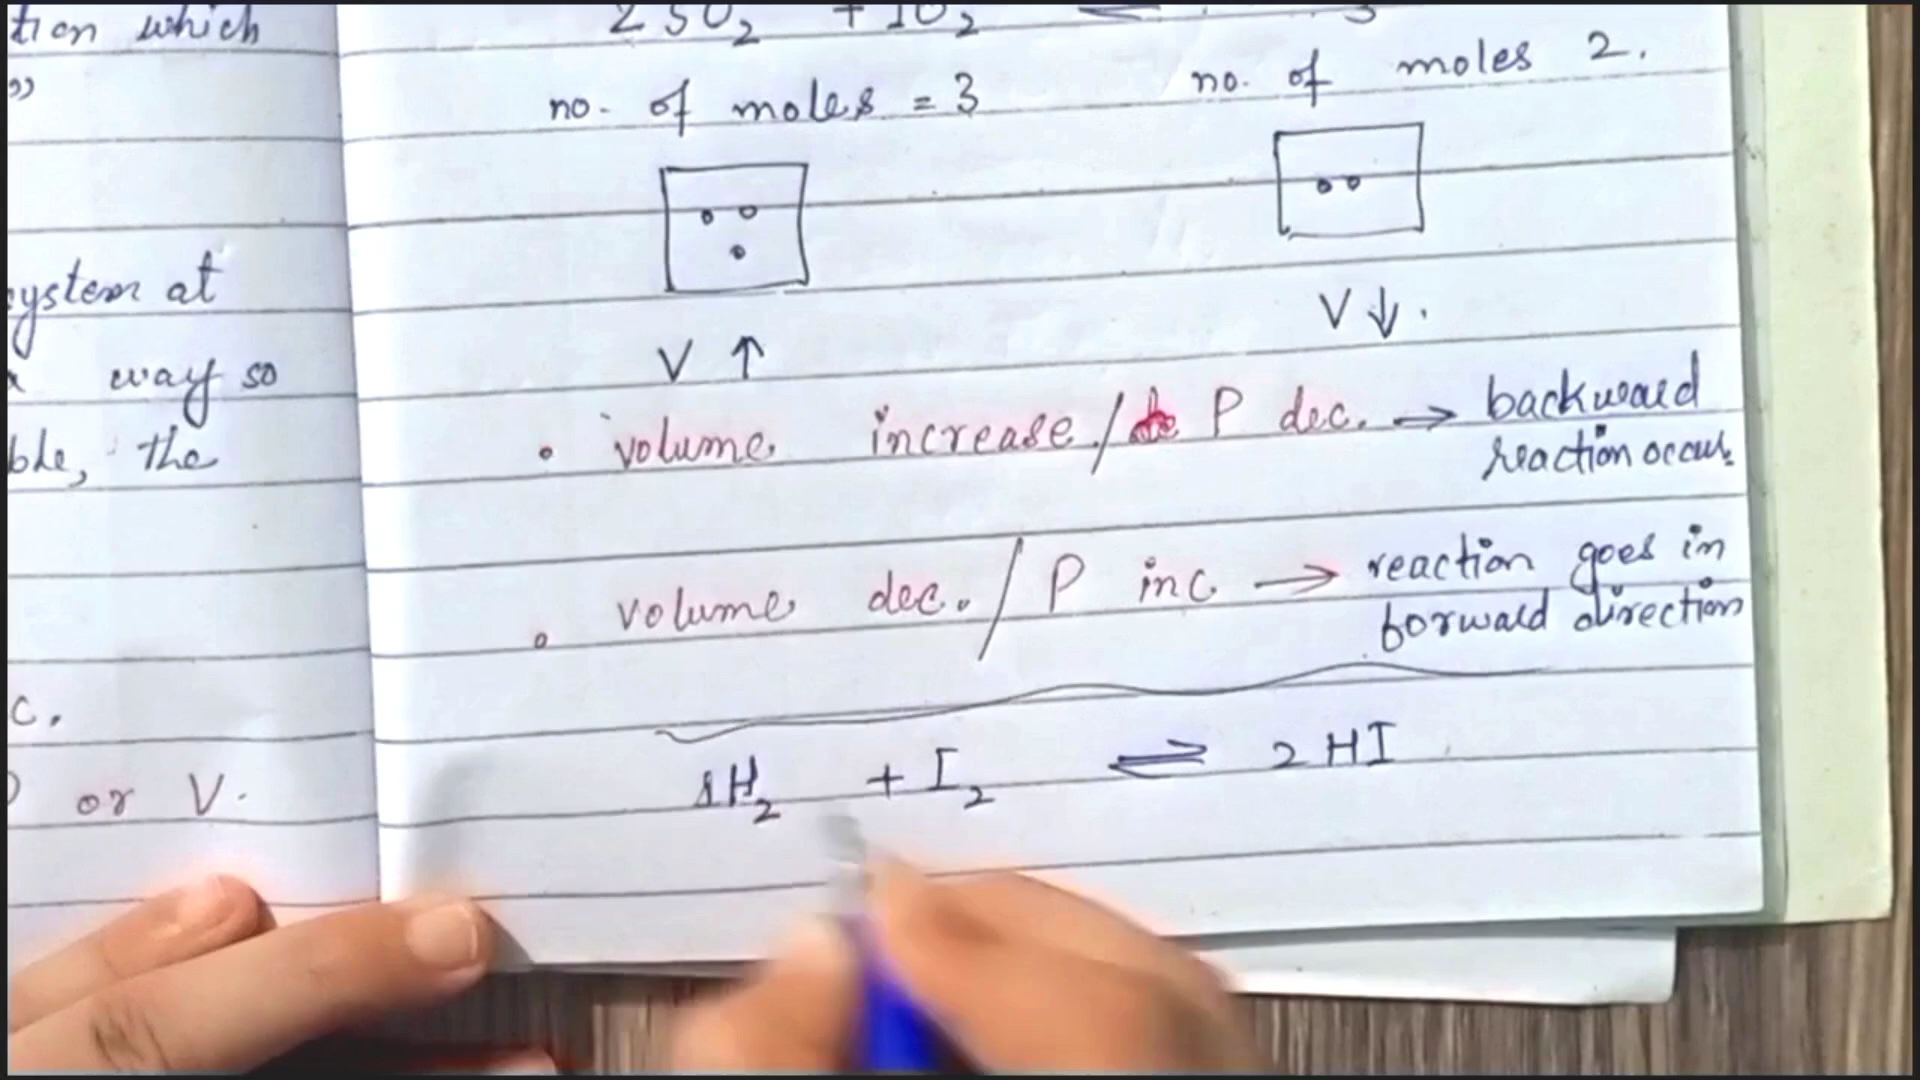 tion which
"
ystem at
way so
ble, the
c.
or V.
2SO₂ + 1O₂ ⇌
no. of moles = 3
no. of moles 2.
V ↑
V ↓.
• volume increase / P dec. → backward
reaction occur.
• volume dec. / P inc. → reaction goes in
forward direction
1H₂ + I₂ ⇌ 2HI